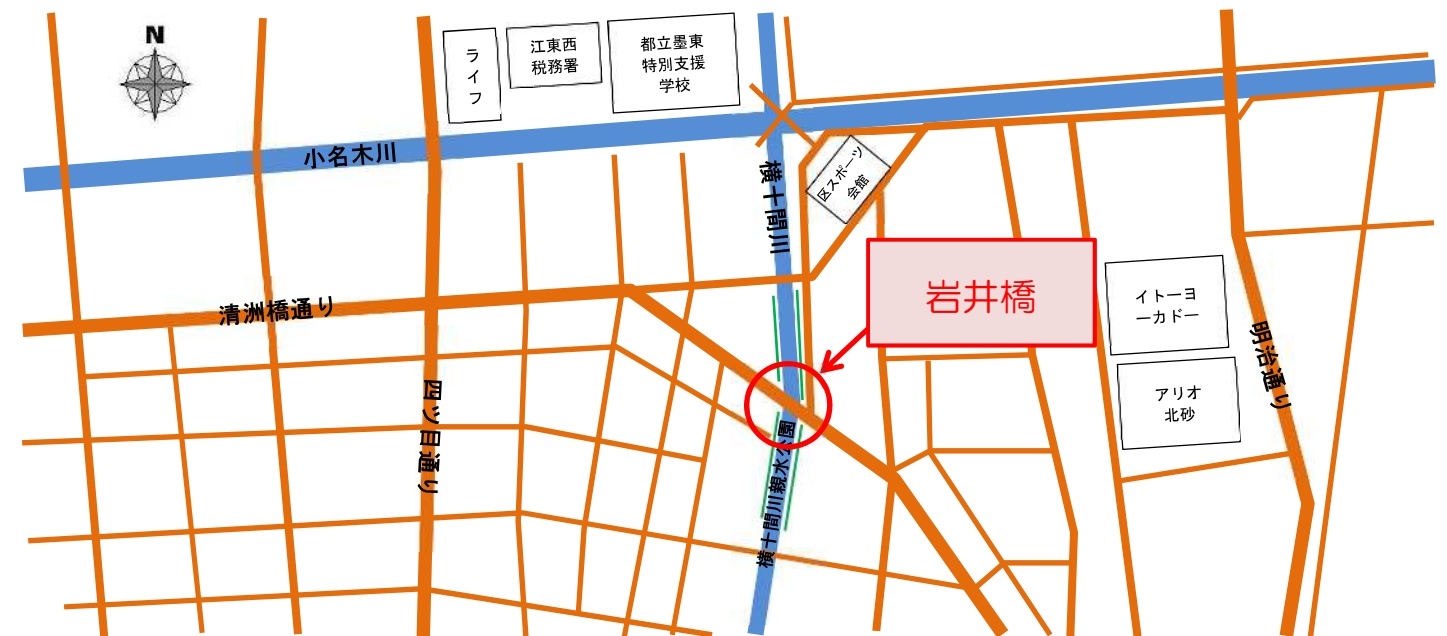 N
ライフ
江東西
税務署
都立墨東
特別支援
学校
小名木川
横十間川
区スポーツ
会館
清洲橋通り
岩井橋
イトーヨ
ーカドー
アリオ
北砂
明治通り
四ツ目通り
横十間川親水公園